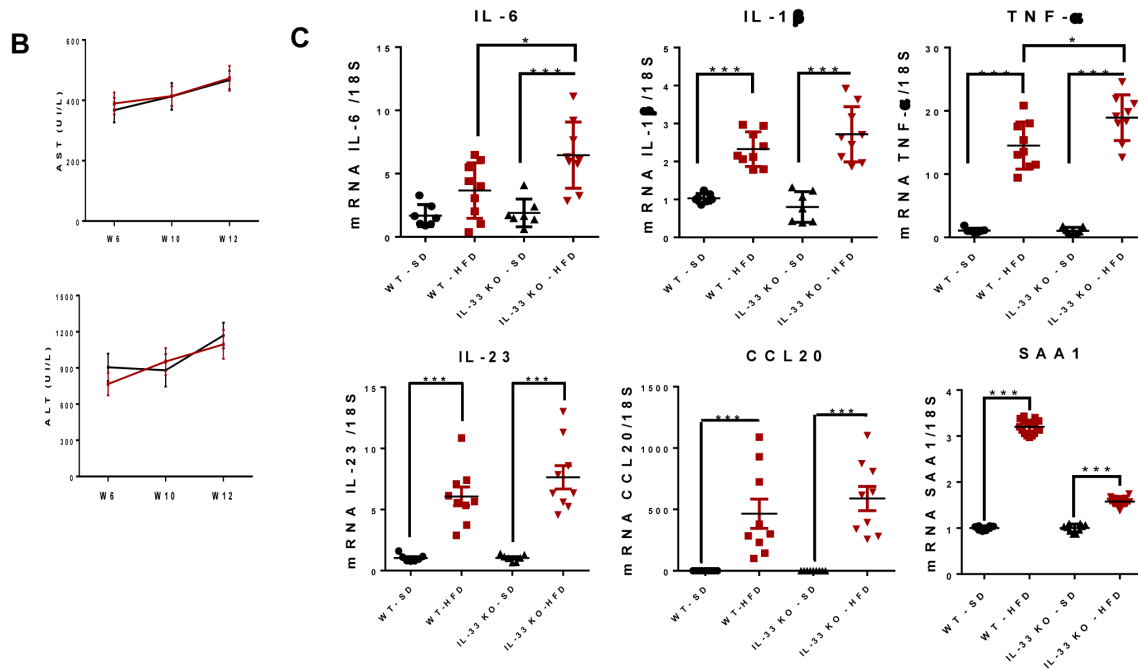 B
AST (UI/L)
600
400
200
0
W6 W10 W12
ALT (UI/L)
1500
1200
900
600
300
0
W6 W10 W12
C
IL-6
mRNA IL-6 /18S
15
10
5
0
*
***
WT-SD
WT-HFD
IL-33 KO-SD
IL-33 KO-HFD
IL-1β
mRNA IL-1β/18S
5
4
3
2
1
0
*** ***
WT-SD
WT-HFD
IL-33 KO-SD
IL-33 KO-HFD
TNF-α
mRNA TNF-α/18S
30
20
10
0
*
*** ***
WT-SD
WT-HFD
IL-33 KO-SD
IL-33 KO-HFD
IL-23
mRNA IL-23 /18S
15
10
5
0
*** ***
WT-SD
WT-HFD
IL-33 KO-SD
IL-33 KO-HFD
CCL20
mRNA CCL20/18S
1500
1000
500
0
*** ***
WT-SD
WT-HFD
IL-33 KO-SD
IL-33 KO-HFD
SAA1
mRNA SAA1/18S
4
3
2
1
0
***
***
WT-SD
WT-HFD
IL-33 KO-SD
IL-33 KO-HFD